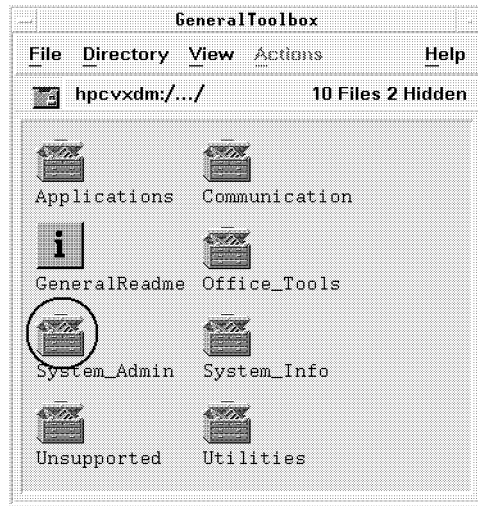 GeneralToolbox
File Directory View Actions Help
hpcvxdm:/.../ 10 Files 2 Hidden
Applications Communication
i
GeneralReadme Office_Tools
System_Admin System_Info
Unsupported Utilities